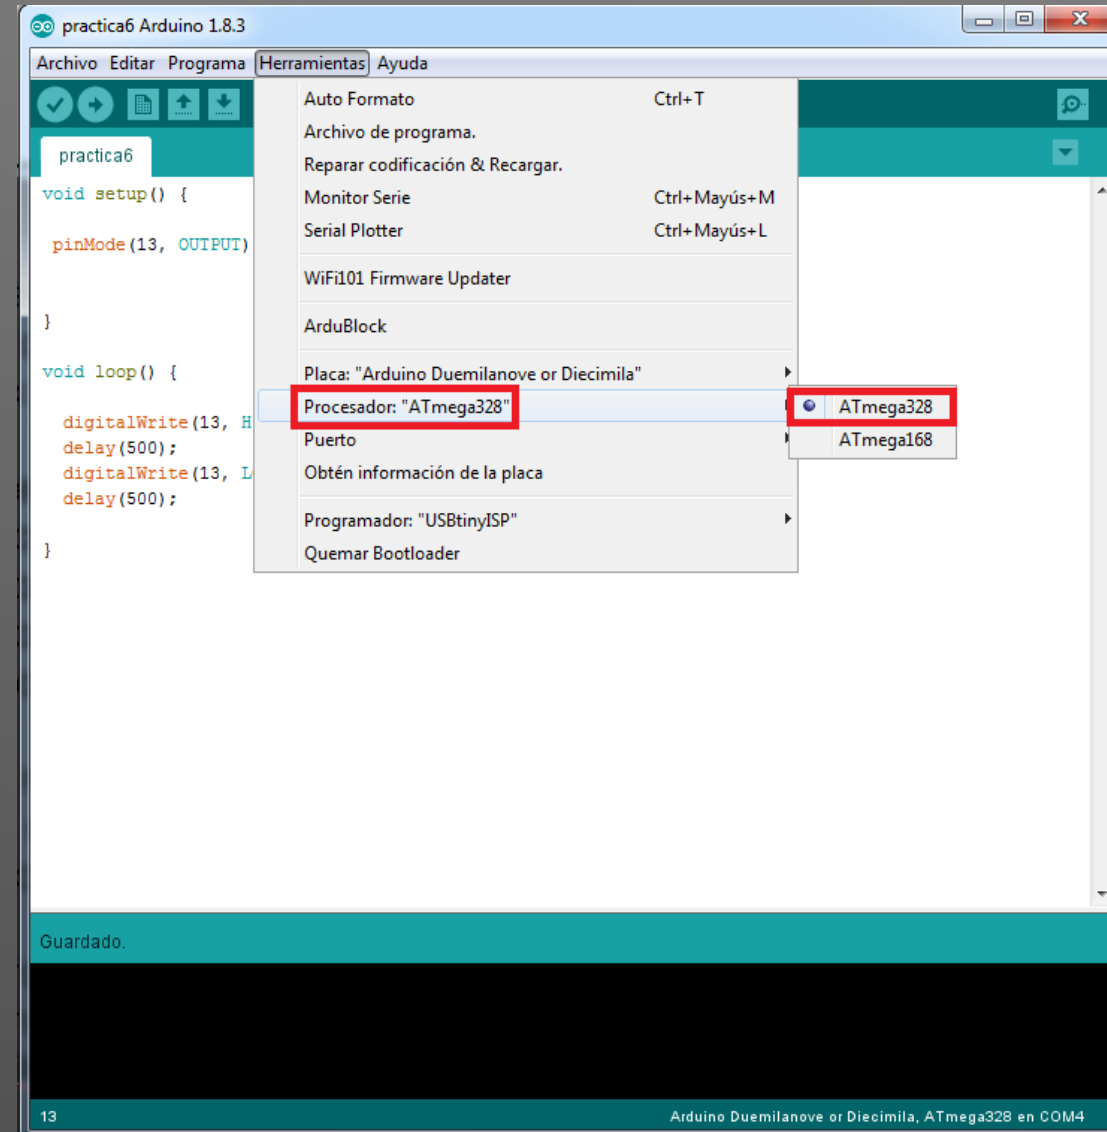 practica6 Arduino 1.8.3
Archivo Editar Programa Herramientas Ayuda
practica6
void setup() {
pinMode(13, OUTPUT)
}
void loop() {
digitalWrite(13, H
delay(500);
digitalWrite(13, L
delay(500);
}
Auto Formato Ctrl+T
Archivo de programa.
Reparar codificación & Recargar.
Monitor Serie Ctrl+Mayús+M
Serial Plotter Ctrl+Mayús+L
WiFi101 Firmware Updater
ArduBlock
Placa: "Arduino Duemilanove or Diecimila"
Procesador: "ATmega328"
Puerto
Obtén información de la placa
Programador: "USBtinyISP"
Quemar Bootloader
ATmega328
ATmega168
Guardado.
13 Arduino Duemilanove or Diecimila, ATmega328 en COM4